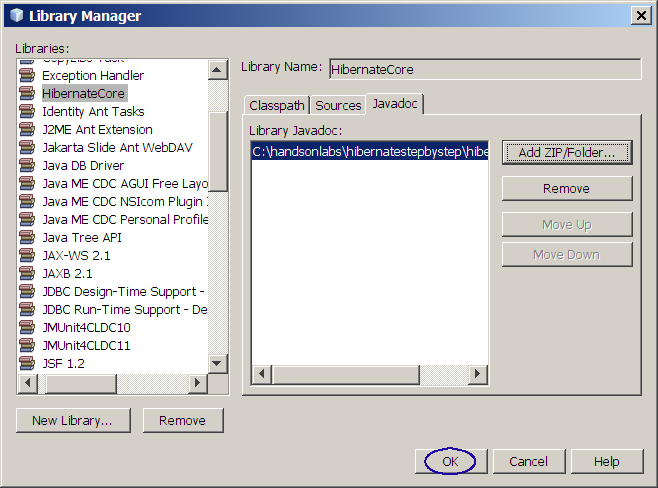 Library Manager
Libraries:
Exception Handler
HibernateCore
Identity Ant Tasks
J2ME Ant Extension
Jakarta Slide Ant WebDAV
Java DB Driver
Java ME CDC AGUI Free Layo
Java ME CDC NSIcom Plugin I
Java ME CDC Personal Profile
Java Tree API
JAX-WS 2.1
JAXB 2.1
JDBC Design-Time Support -
JDBC Run-Time Support - De
JMUnit4CLDC10
JMUnit4CLDC11
JSF 1.2
New Library...
Remove
Library Name:
HibernateCore
Classpath
Sources
Javadoc
Library Javadoc:
C:\handsonlabs\hibernatestepbystep\hibe
Add ZIP/Folder...
Remove
Move Up
Move Down
OK
Cancel
Help